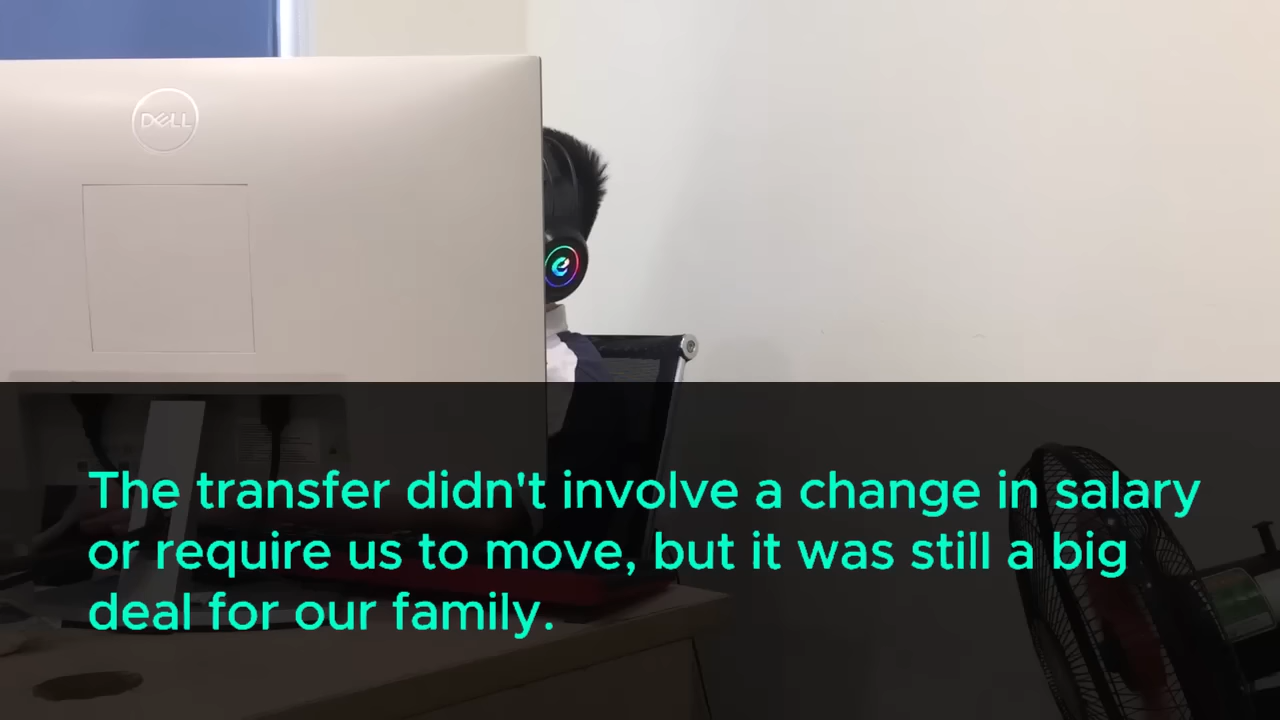 DELL
The transfer didn't involve a change in salary
or require us to move, but it was still a big
deal for our family.